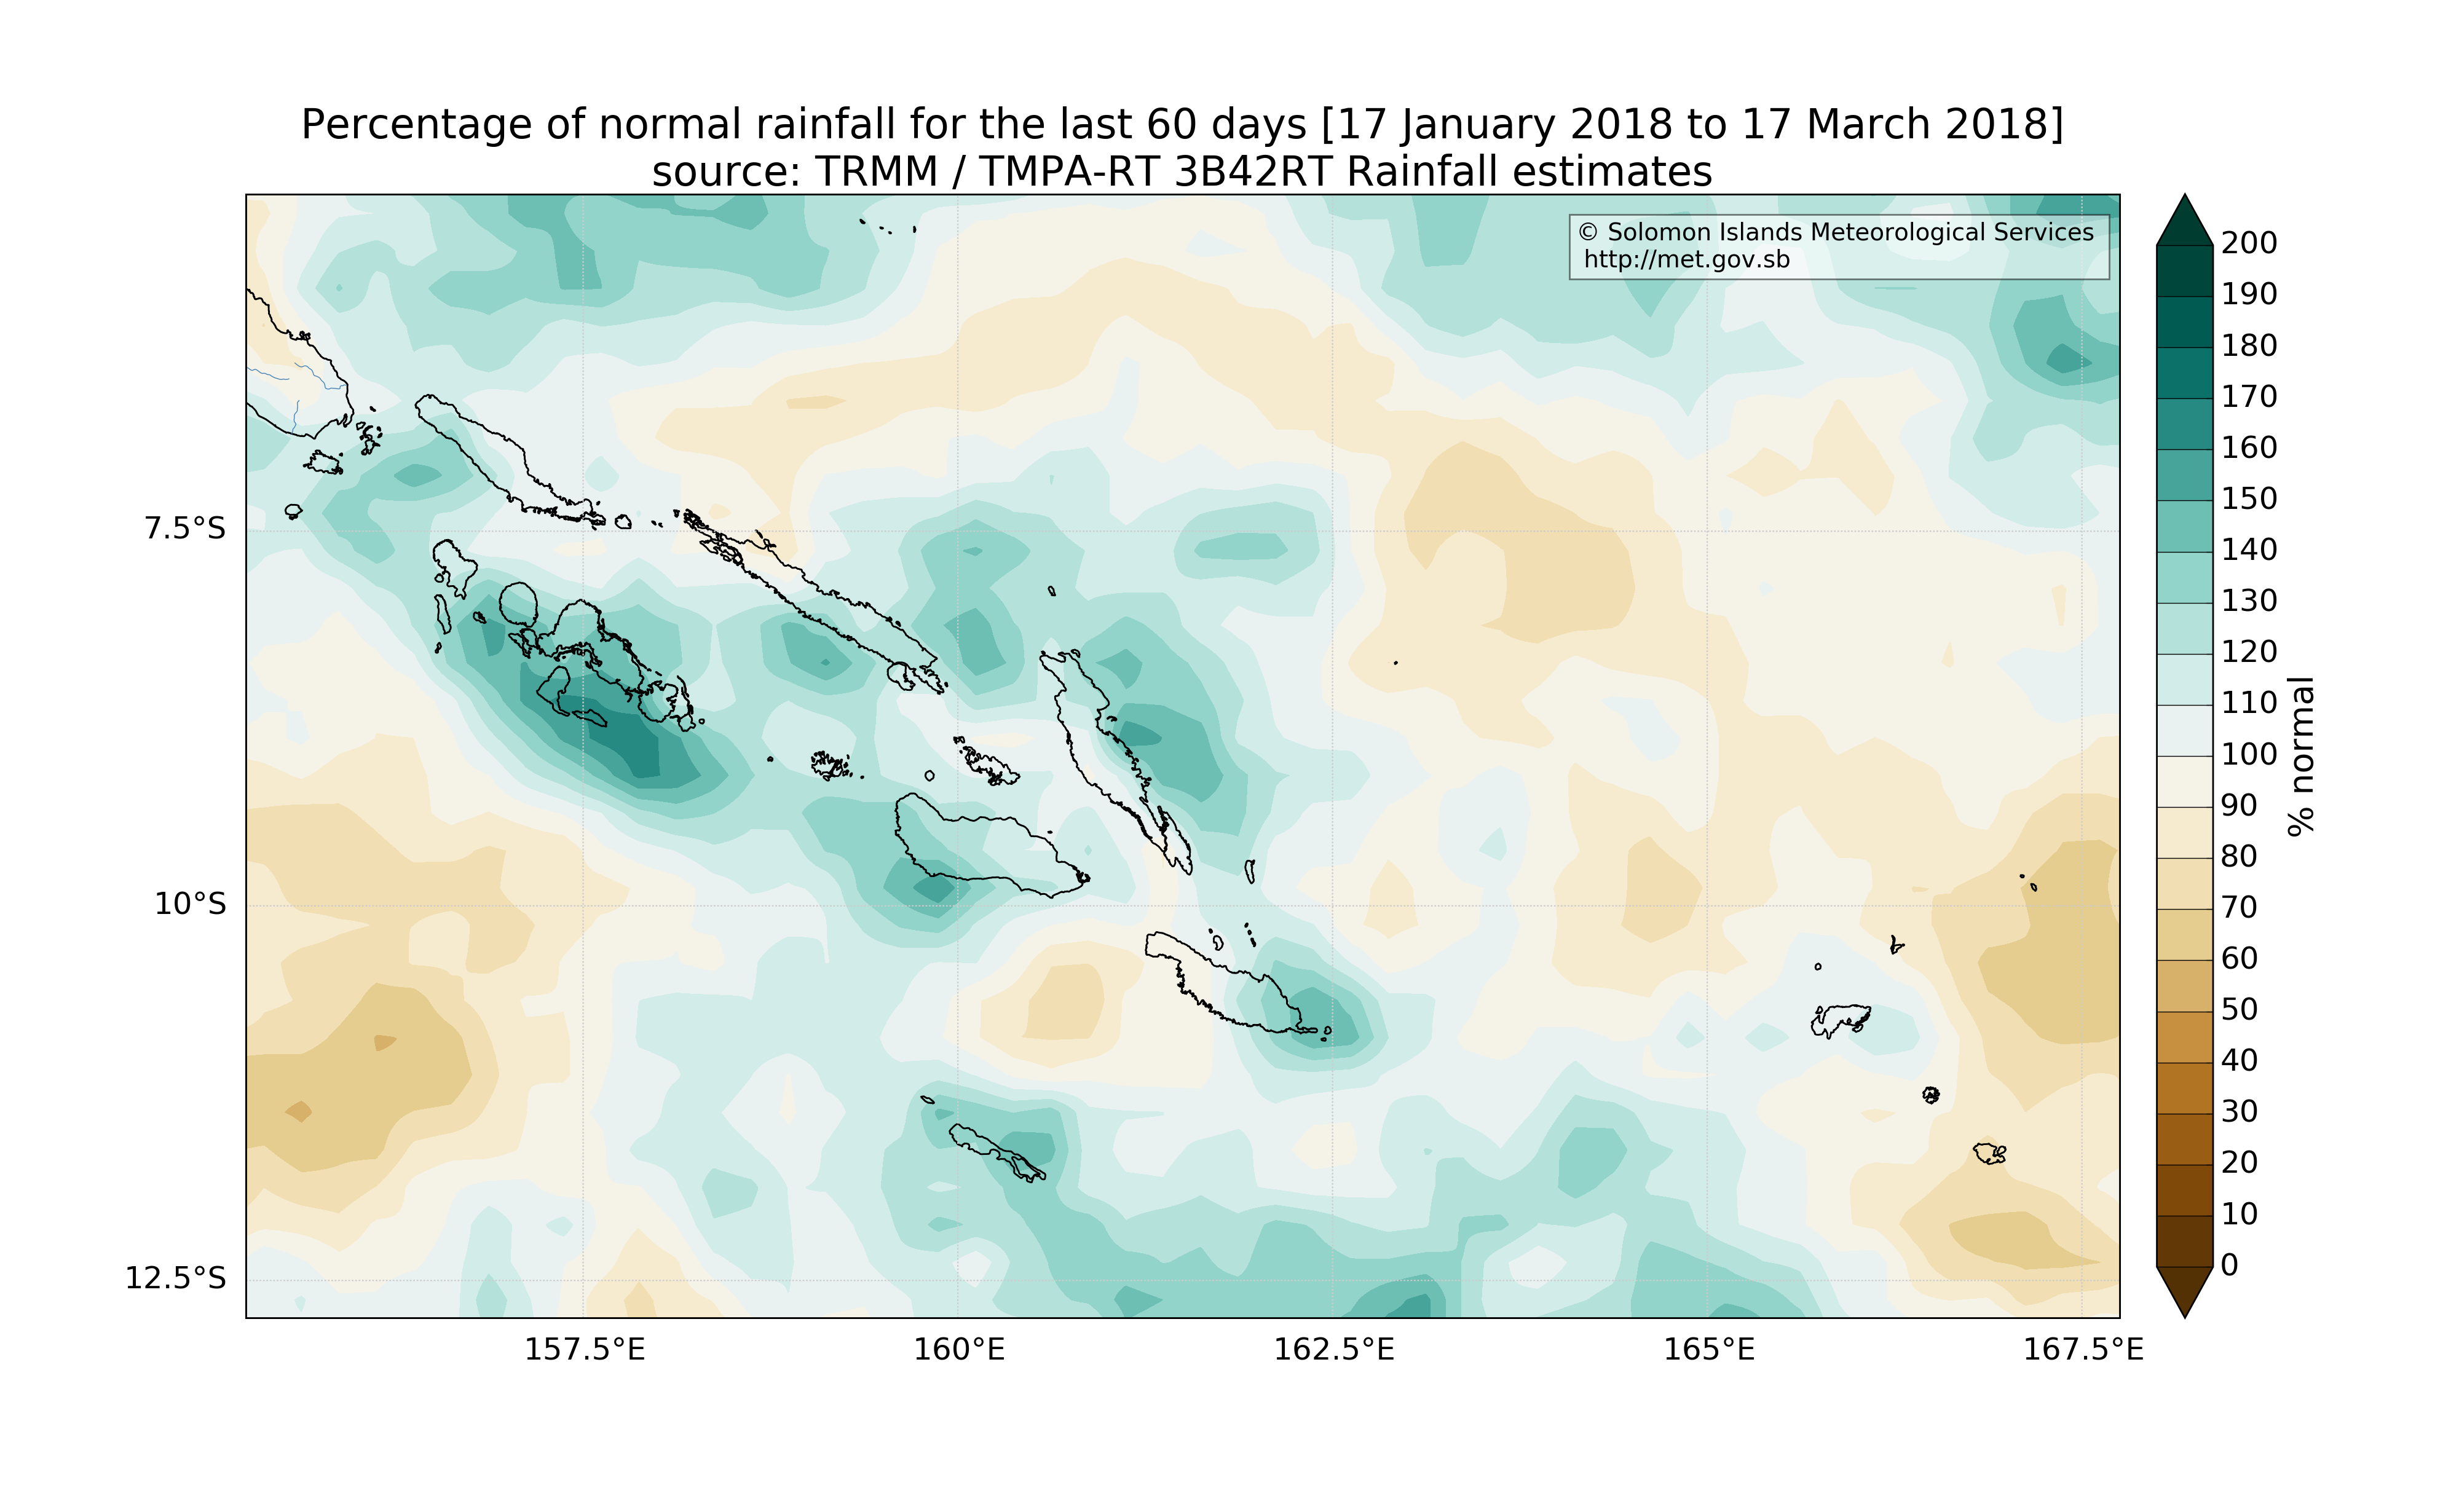 Percentage of normal rainfall for the last 60 days [17 January 2018 to 17 March 2018]
source: TRMM / TMPA-RT 3B42RT Rainfall estimates
© Solomon Islands Meteorological Services
http://met.gov.sb
7.5°S
10°S
12.5°S
157.5°E
160°E
162.5°E
165°E
167.5°E
200
190
180
170
160
150
140
130
120
110
100
90
80
70
60
50
40
30
20
10
0
% normal